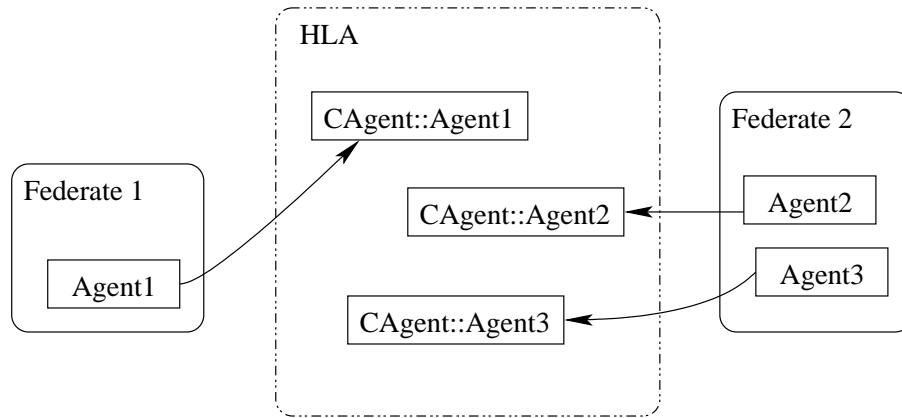 HLA
CAgent::Agent1
Federate 2
Federate 1
Agent2
CAgent::Agent2
Agent3
Agent1
CAgent::Agent3